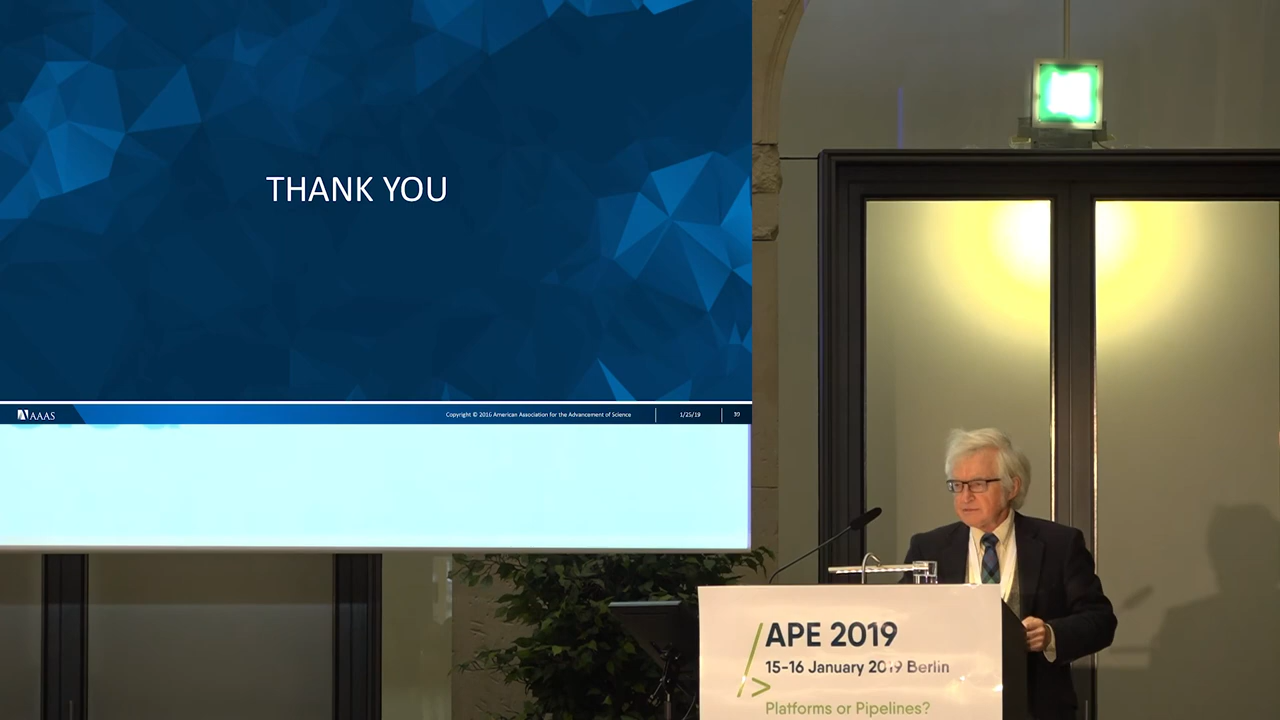 THANK YOU
AAAS
Copyright © 2016 American Association for the Advancement of Science
1/25/19
APE 2019
15-16 January 2019 Berlin
Platforms or Pipelines?